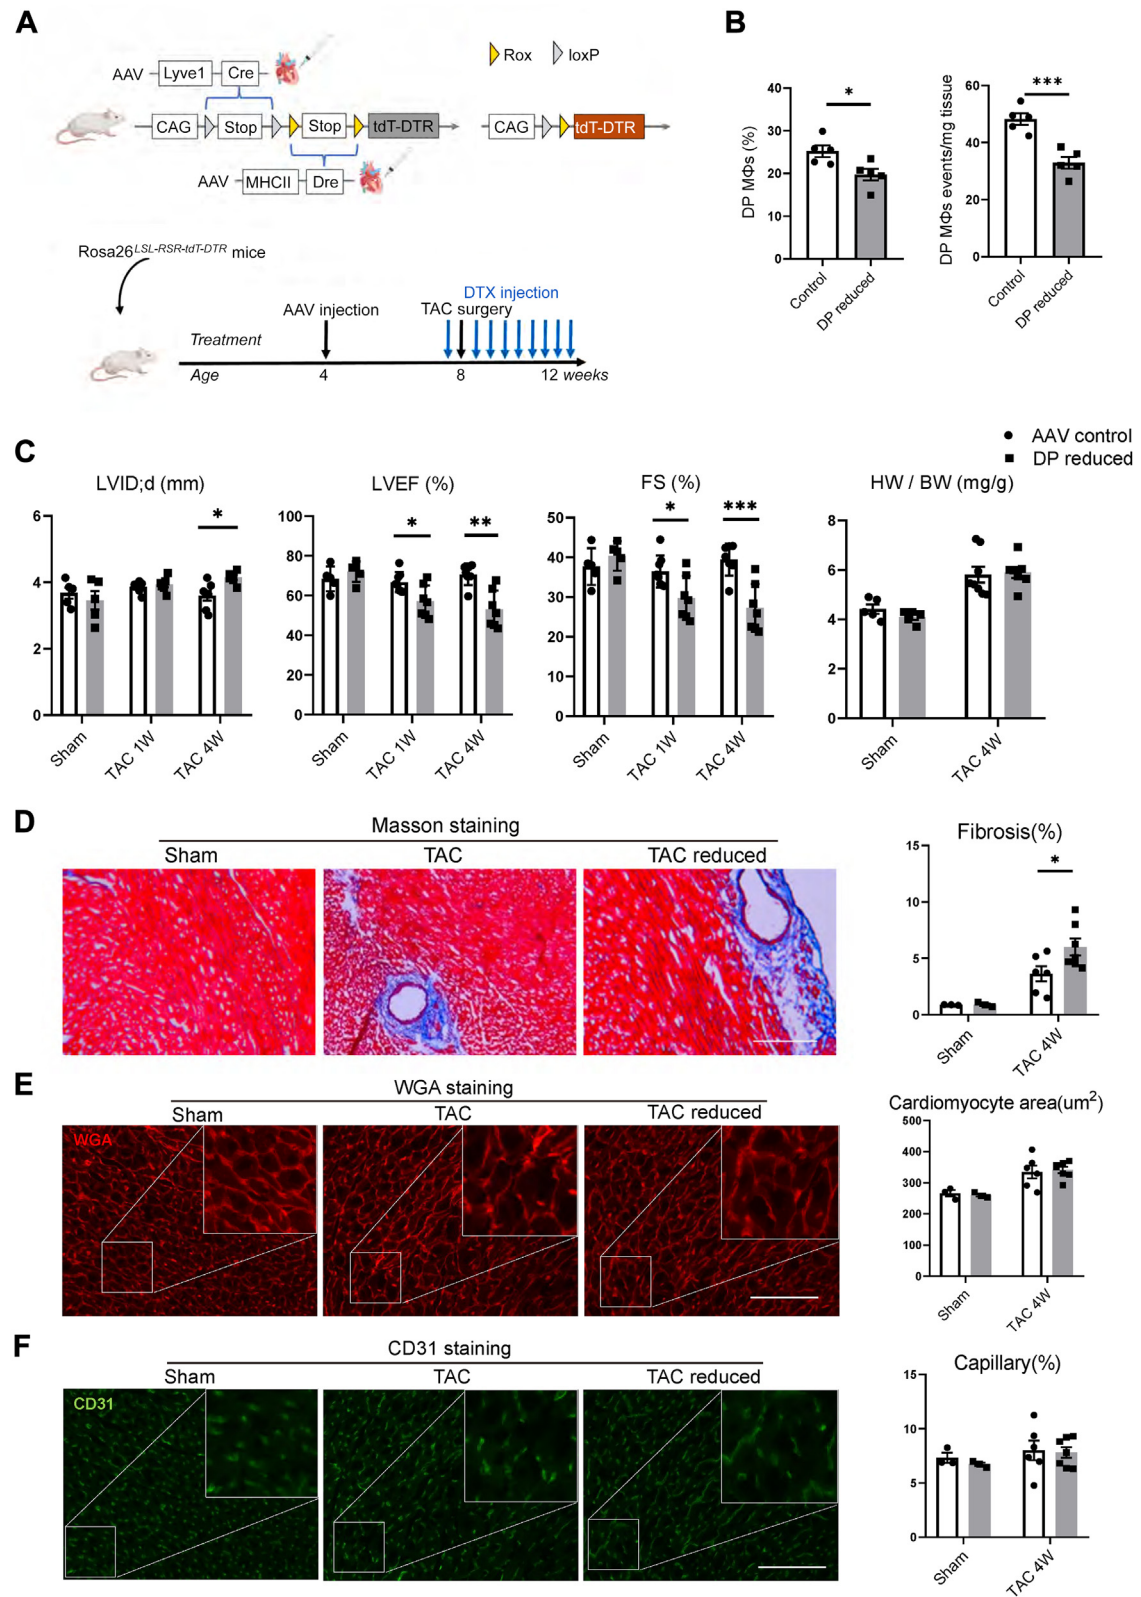 A
AAV Lyve1 Cre
Rox loxP
CAG Stop Stop tdT-DTR
CAG tdT-DTR
AAV MHCII Dre
Rosa26LSL-RSR-tdT-DTR mice
DTX injection
AAV injection TAC surgery
Treatment
Age 4 8 12 weeks
B
DP MΦs (%)
40
30
20
10
0
*
Control
DP reduced
DP MΦs events/mg tissue
60
40
20
0
***
Control
DP reduced
C
AAV control
DP reduced
LVID;d (mm)
6
4
2
0
*
Sham
TAC 1W
TAC 4W
LVEF (%)
100
80
60
40
20
0
*
**
Sham
TAC 1W
TAC 4W
FS (%)
50
40
30
20
10
0
*
***
Sham
TAC 1W
TAC 4W
HW / BW (mg/g)
8
6
4
2
0
Sham
TAC 4W
D
Masson staining
Sham TAC TAC reduced
Fibrosis(%)
15
10
5
0
*
Sham
TAC 4W
E
WGA staining
Sham TAC TAC reduced
WGA
Cardiomyocyte area(um2)
500
400
300
200
100
0
Sham
TAC 4W
F
CD31 staining
Sham TAC TAC reduced
CD31
Capillary(%)
15
10
5
0
Sham
TAC 4W